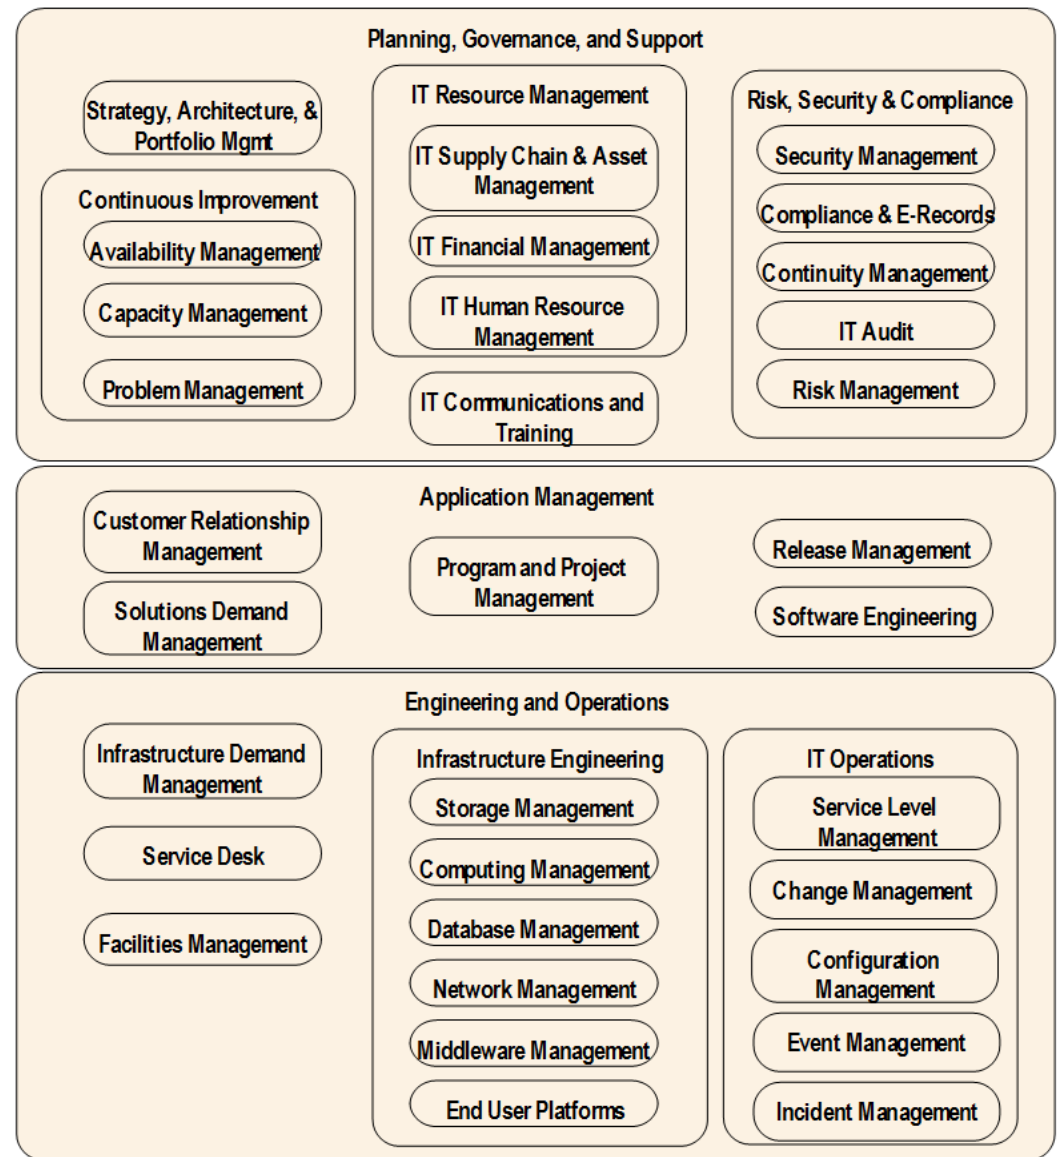 Planning, Governance, and Support
Strategy, Architecture, &
Portfolio Mgmt
Continuous Improvement
Availability Management
Capacity Management
Problem Management
IT Resource Management
IT Supply Chain & Asset
Management
IT Financial Management
IT Human Resource
Management
IT Communications and
Training
Risk, Security & Compliance
Security Management
Compliance & E-Records
Continuity Management
IT Audit
Risk Management
Application Management
Customer Relationship
Management
Solutions Demand
Management
Program and Project
Management
Release Management
Software Engineering
Engineering and Operations
Infrastructure Demand
Management
Service Desk
Facilities Management
Infrastructure Engineering
Storage Management
Computing Management
Database Management
Network Management
Middleware Management
End User Platforms
IT Operations
Service Level
Management
Change Management
Configuration
Management
Event Management
Incident Management